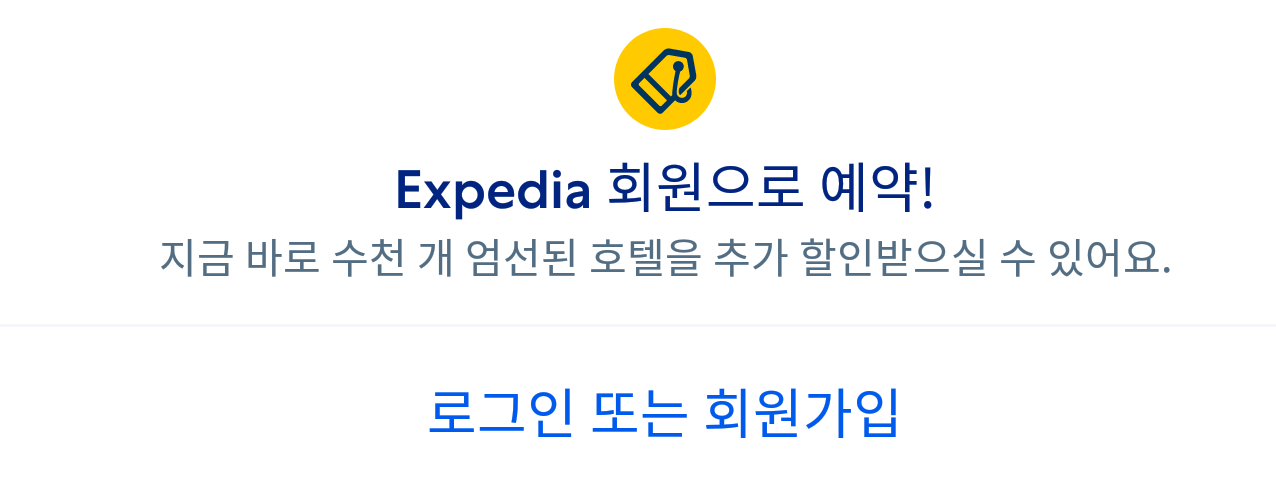 Expedia 회원으로 예약!
지금 바로 수천 개 엄선된 호텔을 추가 할인받으실 수 있어요.
로그인 또는 회원가입